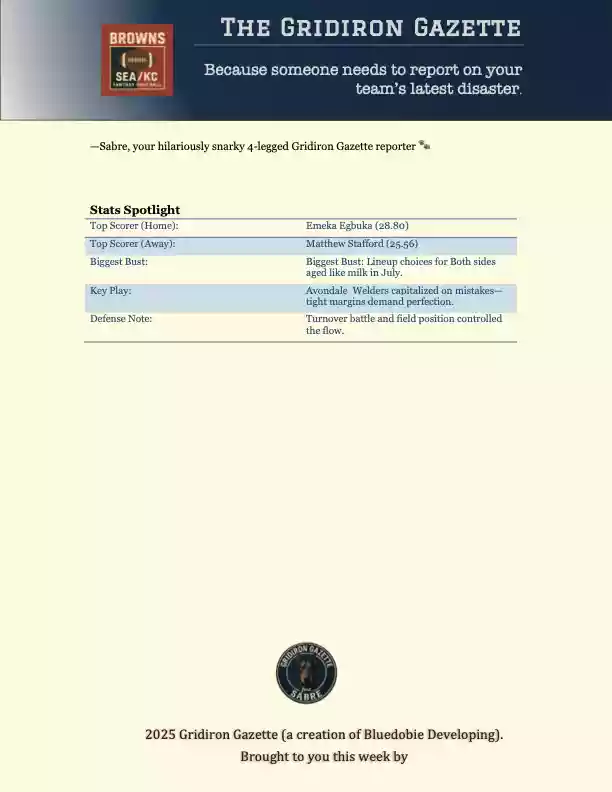 The Gridiron Gazette
BROWNS
SEA/KC
FANTASY FOOTBALL
Because someone needs to report on your
team's latest disaster.
—Sabre, your hilariously snarky 4-legged Gridiron Gazette reporter 🐾
Stats Spotlight
Top Scorer (Home): Emeka Egbuka (28.80)
Top Scorer (Away): Matthew Stafford (25.56)
Biggest Bust: Biggest Bust: Lineup choices for Both sides
aged like milk in July.
Key Play: Avondale  Welders capitalized on mistakes—
tight margins demand perfection.
Defense Note: Turnover battle and field position controlled
the flow.
GRIDIRON GAZETTE
SABRE
2025 Gridiron Gazette (a creation of Bluedobie Developing).
Brought to you this week by